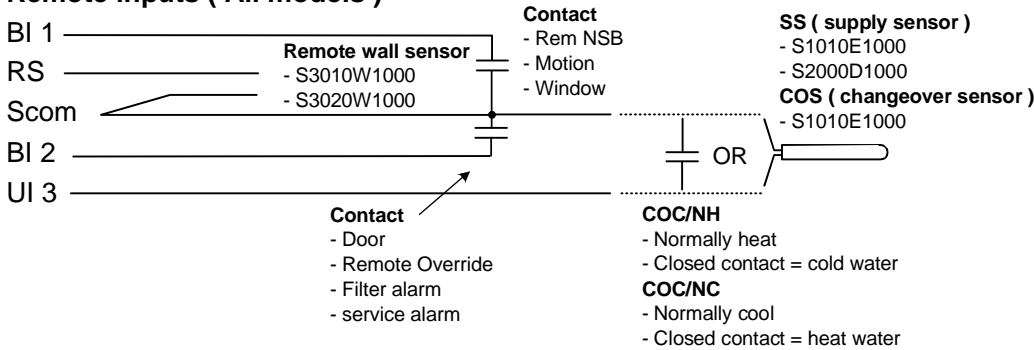 Remote inputs ( All models )
BI 1
RS
Scom
BI 2
UI 3
Remote wall sensor
- S3010W1000
- S3020W1000
Contact
- Rem NSB
- Motion
- Window
SS ( supply sensor )
- S1010E1000
- S2000D1000
COS ( changeover sensor )
- S1010E1000
OR
Contact
- Door
- Remote Override
- Filter alarm
- service alarm
COC/NH
- Normally heat
- Closed contact = cold water
COC/NC
- Normally cool
- Closed contact = heat water